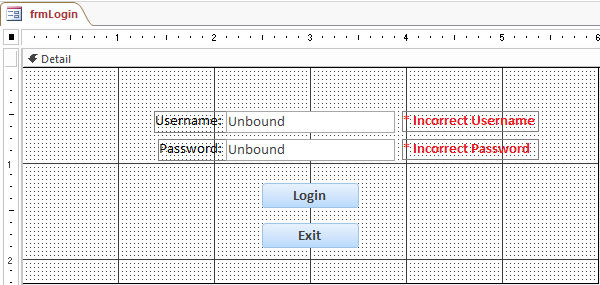 frmLogin
1 2 3 4 5 6
Detail
Username: Unbound * Incorrect Username
Password: Unbound * Incorrect Password
1
Login
Exit
2